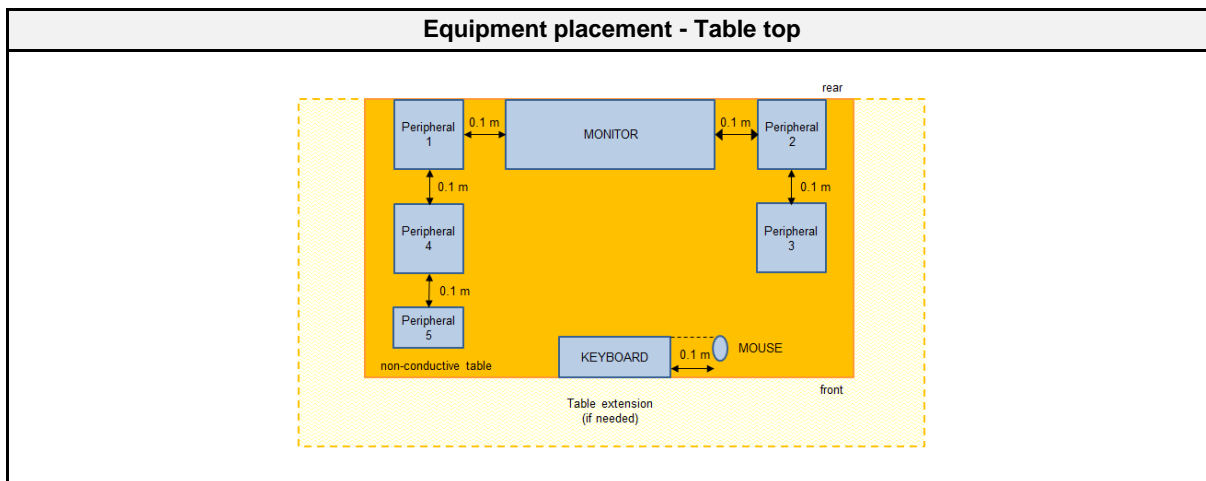 Equipment placement - Table top
rear
Peripheral
1
0.1 m
MONITOR
0.1 m
Peripheral
2
0.1 m
0.1 m
Peripheral
4
Peripheral
3
0.1 m
Peripheral
5
KEYBOARD
0.1 m
MOUSE
non-conductive table
front
Table extension
(if needed)